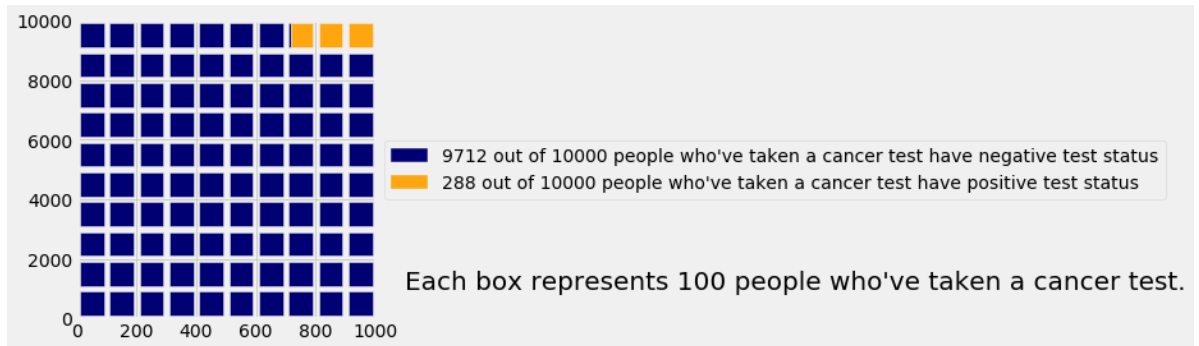 10000
8000
6000
4000
2000
0
0 200 400 600 800 1000
9712 out of 10000 people who've taken a cancer test have negative test status
288 out of 10000 people who've taken a cancer test have positive test status
Each box represents 100 people who've taken a cancer test.